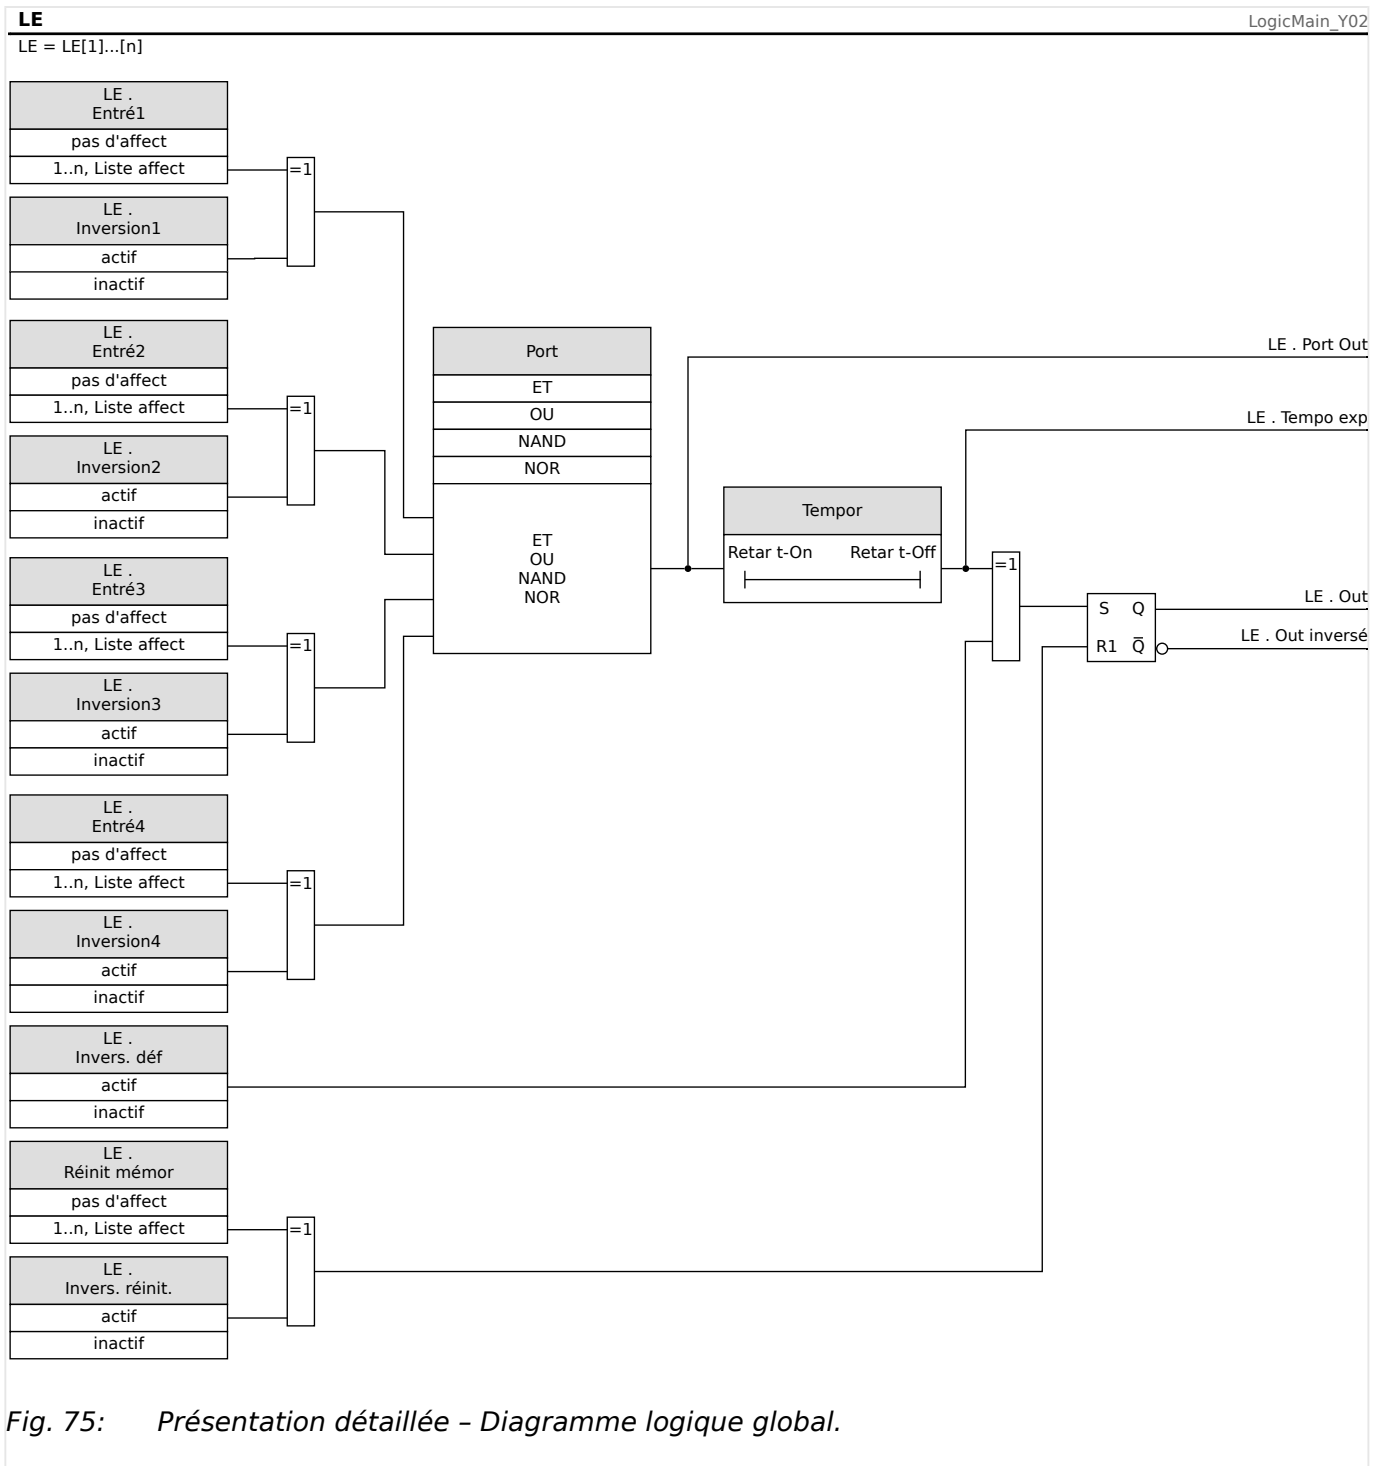 LE
LogicMain_Y02
LE = LE[1]...[n]
LE .
Entré1
pas d'affect
1..n, Liste affect
=1
LE .
Inversion1
actif
inactif
LE .
Entré2
pas d'affect
1..n, Liste affect
=1
LE .
Inversion2
actif
inactif
LE .
Entré3
pas d'affect
1..n, Liste affect
=1
LE .
Inversion3
actif
inactif
LE .
Entré4
pas d'affect
1..n, Liste affect
=1
LE .
Inversion4
actif
inactif
LE .
Invers. déf
actif
inactif
LE .
Réinit mémor
pas d'affect
1..n, Liste affect
=1
LE .
Invers. réinit.
actif
inactif
Port
ET
OU
NAND
NOR
ET
OU
NAND
NOR
Tempor
Retar t-On Retar t-Off
=1
S Q
R1 Q̅
LE . Port Out
LE . Tempo exp
LE . Out
LE . Out inversé
Fig. 75: Présentation détaillée – Diagramme logique global.